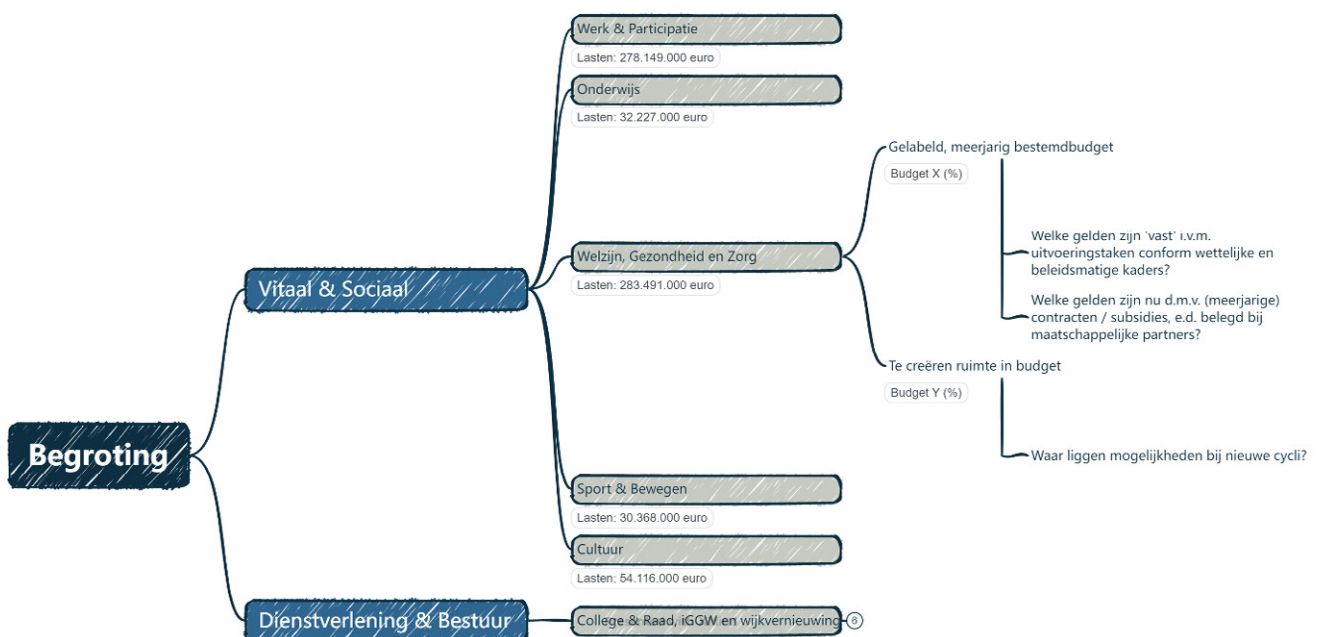 Begroting
Vitaal & Sociaal
Werk & Participatie
Lasten: 278.149.000 euro
Onderwijs
Lasten: 32.227.000 euro
Welzijn, Gezondheid en Zorg
Lasten: 283.491.000 euro
Gelabeld, meerjarig bestemdbudget
Budget X (%)
Welke gelden zijn 'vast' i.v.m.
uitvoeringstaken conform wettelijke en
beleidsmatige kaders?
Welke gelden zijn nu d.m.v. (meerjarige)
contracten / subsidies, e.d. belegd bij
maatschappelijke partners?
Te creëren ruimte in budget
Budget Y (%)
Waar liggen mogelijkheden bij nieuwe cycli?
Sport & Bewegen
Lasten: 30.368.000 euro
Cultuur
Lasten: 54.116.000 euro
Dienstverlening & Bestuur
College & Raad, iGGW en wijkvernieuwing
6